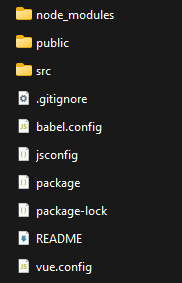 node_modules
public
src
.gitignore
babel.config
jsconfig
package
package-lock
README
vue.config